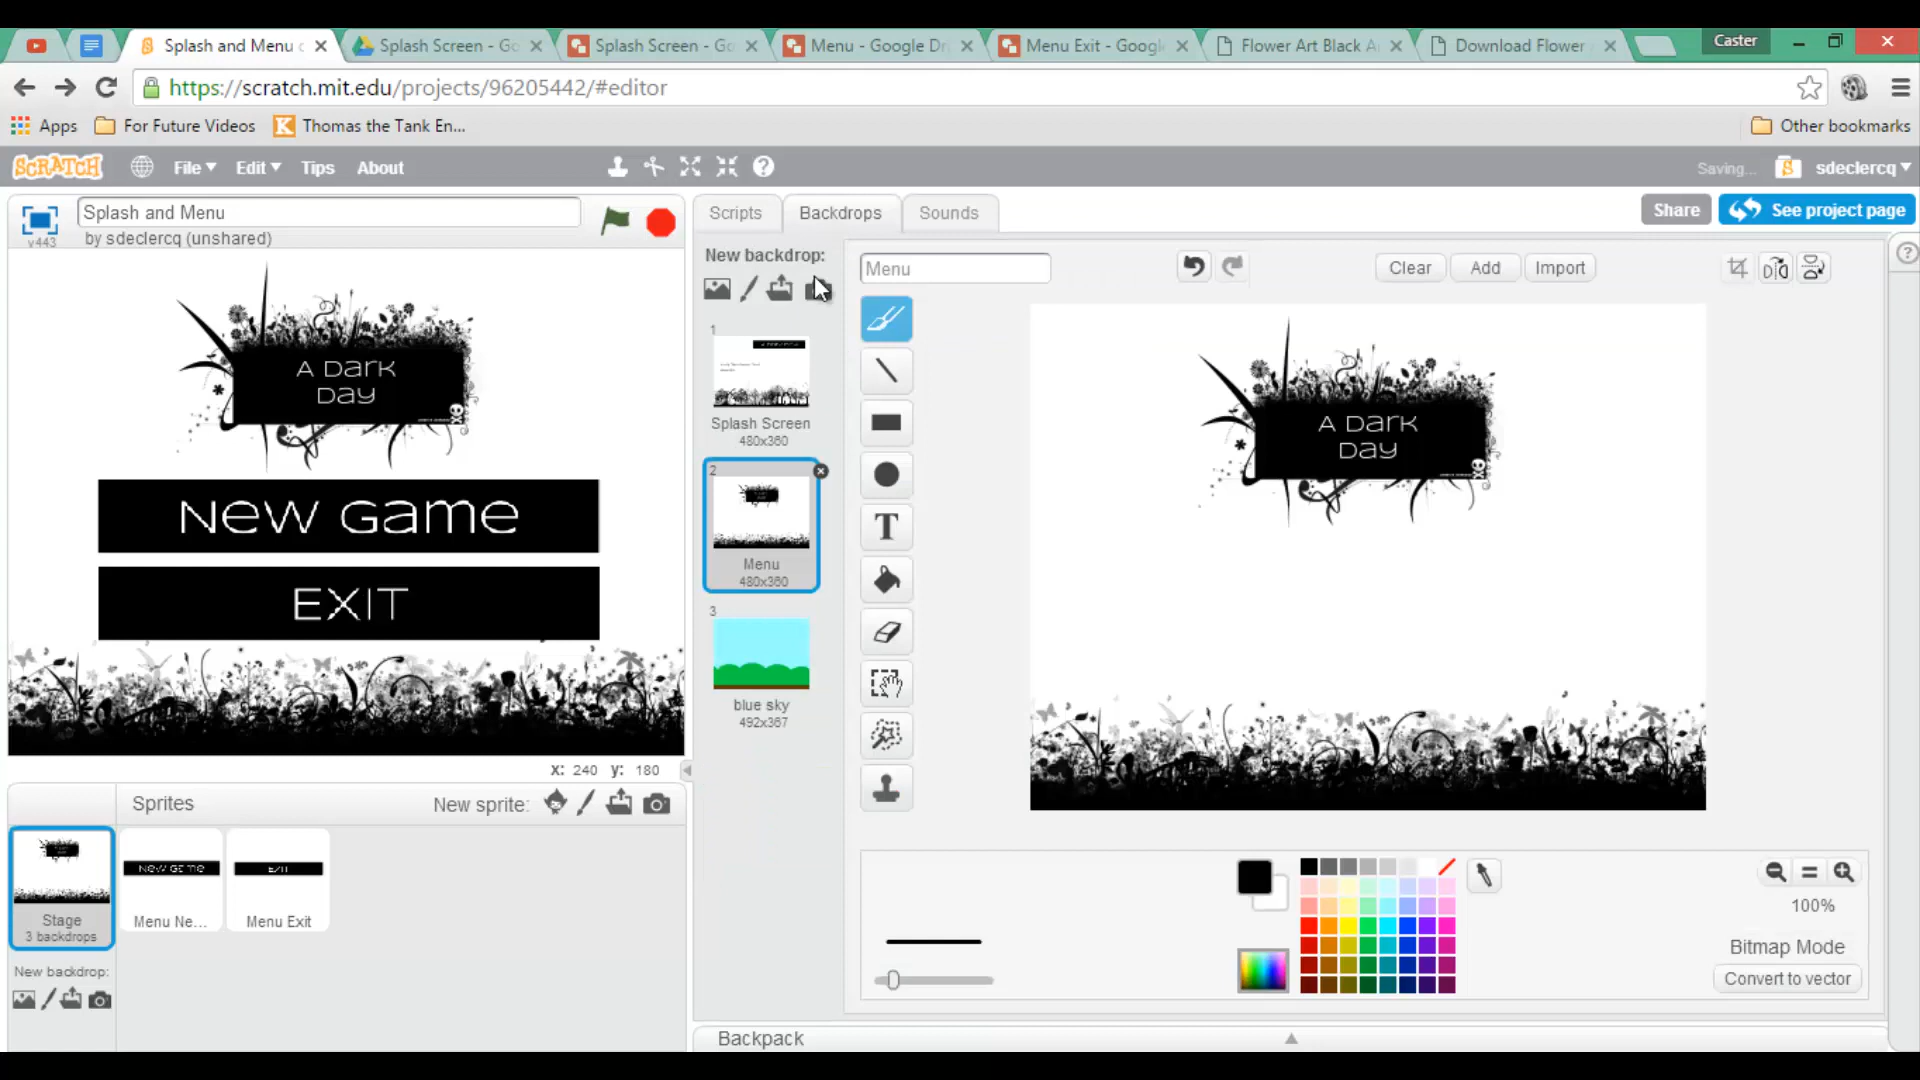 Splash and Menu
Splash Screen - Go
Splash Screen - Go
Menu - Google Dr
Menu Exit - Google
Flower Art Black A
Download Flower
Caster
https://scratch.mit.edu/projects/96205442/#editor
Apps
For Future Videos
Thomas the Tank En...
Other bookmarks
SCRATCH
File
Edit
Tips
About
Saving...
sdeclercq
Splash and Menu
v443
by sdeclercq (unshared)
Scripts
Backdrops
Sounds
Share
See project page
New backdrop:
Menu
Clear
Add
Import
A Dark
Day
New Game
EXIT
1
Splash Screen
480x360
2
Menu
480x360
3
blue sky
492x367
A Dark
Day
x: 240 y: 180
Sprites
New sprite:
Stage
3 backdrops
Menu Ne...
Menu Exit
New backdrop:
100%
Bitmap Mode
Convert to vector
Backpack